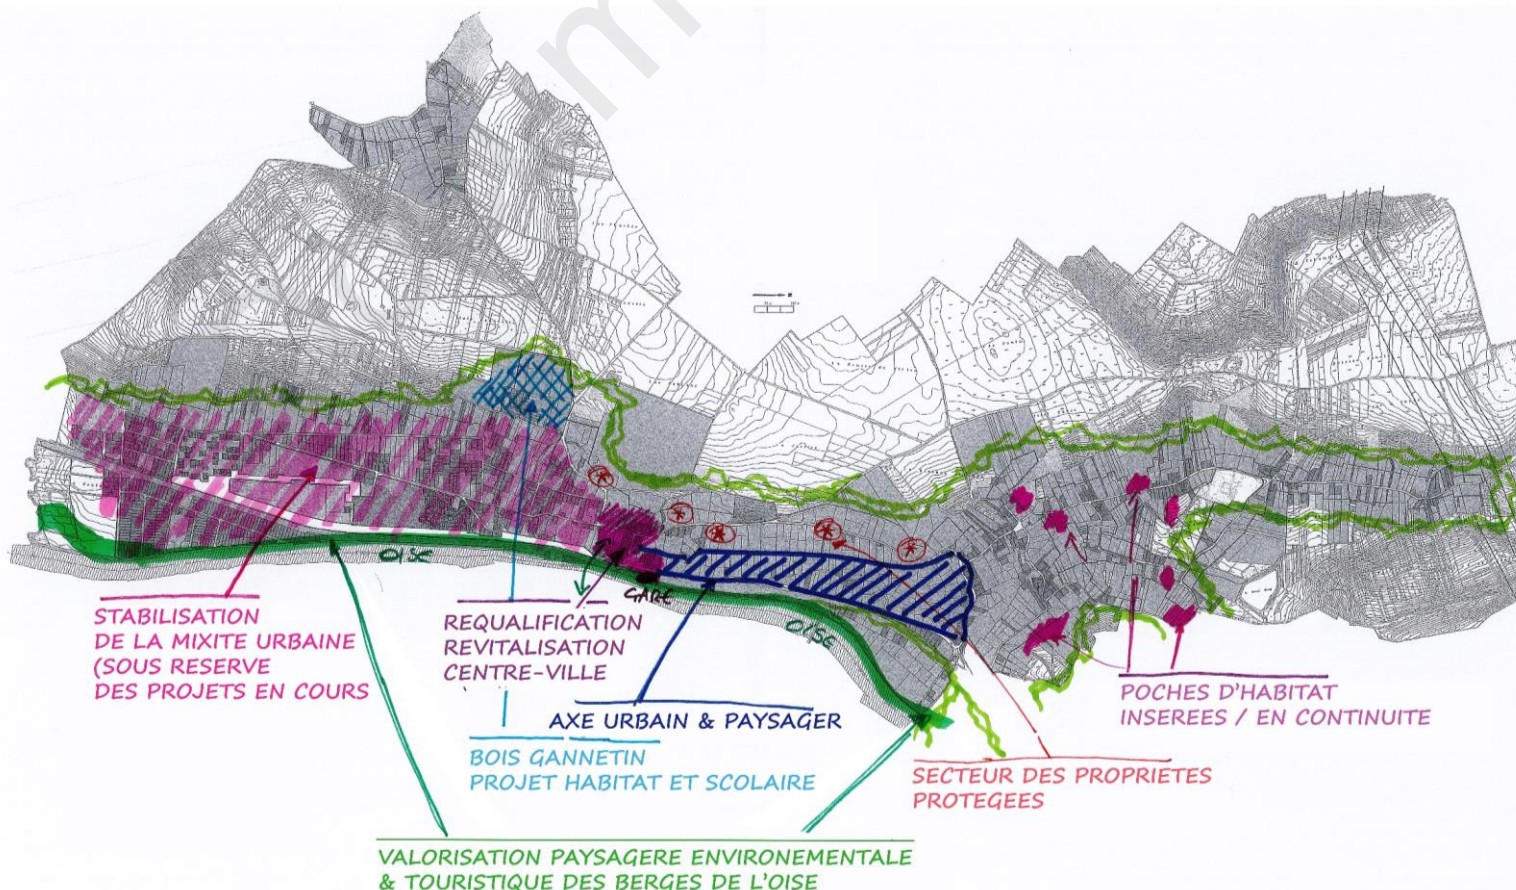 m
OISE
GARE
OISE
STABILISATION
DE LA MIXITE URBAINE
(SOUS RESERVE
DES PROJETS EN COURS
REQUALIFICATION
REVITALISATION
CENTRE-VILLE
AXE URBAIN & PAYSAGER
BOIS GANNETIN
PROJET HABITAT ET SCOLAIRE
POCHES D'HABITAT
INSEREES / EN CONTINUITE
SECTEUR DES PROPRIETES
PROTEGEES
VALORISATION PAYSAGERE ENVIRONEMENTALE
& TOURISTIQUE DES BERGES DE L'OISE